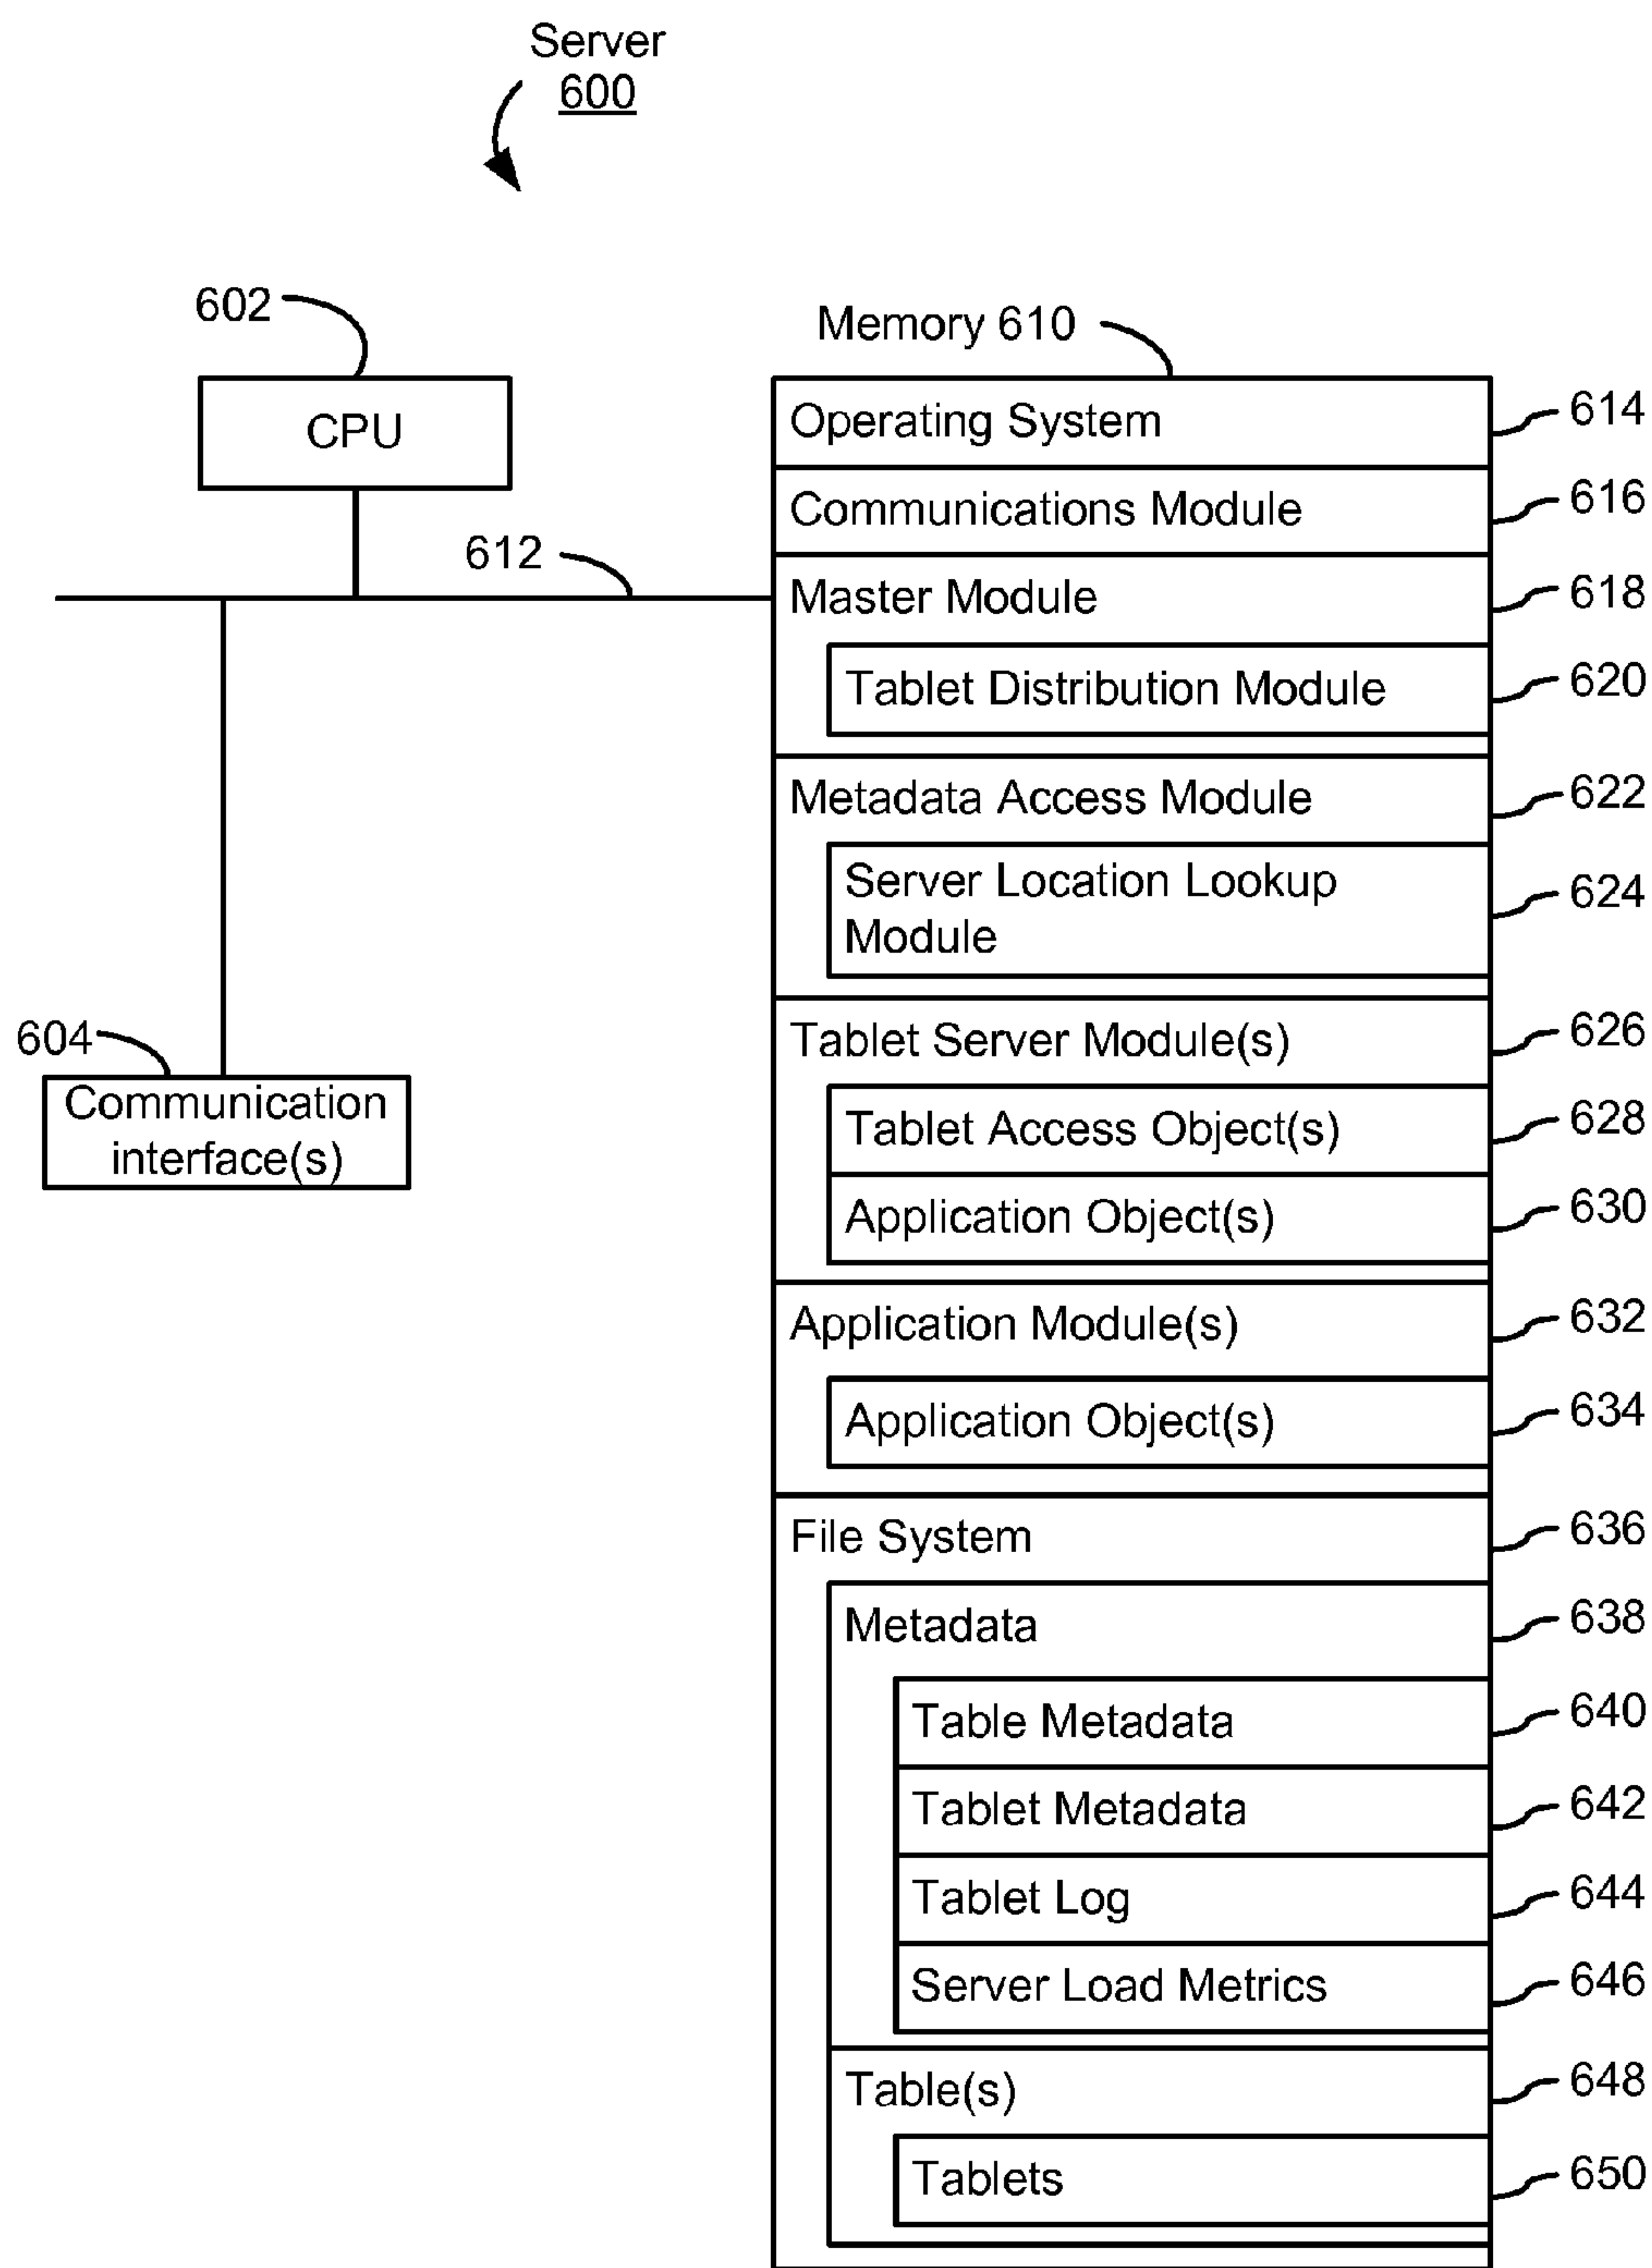 Server
600
602
Memory 610
CPU
Operating System
614
Communications Module
616
612
Master Module
618
Tablet Distribution Module
620
Metadata Access Module
622
Server Location Lookup
Module
624
604
Communication
interface(s)
Tablet Server Module(s)
626
Tablet Access Object(s)
628
Application Object(s)
630
Application Module(s)
632
Application Object(s)
634
File System
636
Metadata
638
Table Metadata
640
Tablet Metadata
642
Tablet Log
644
Server Load Metrics
646
Table(s)
648
Tablets
650